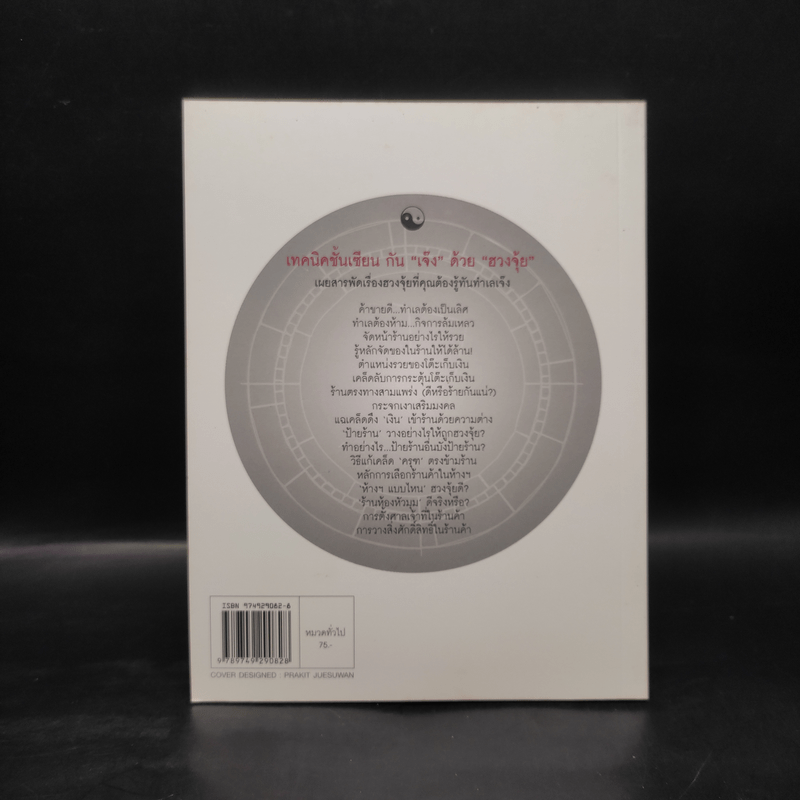 เทคนิคชั้นเซียน กัน "เจ๊ง" ด้วย "ฮวงจุ้ย"
เผยสารพัดเรื่องฮวงจุ้ยที่คุณต้องรู้ทันทำเลเจ๊ง
ค้าขายดี...ทำเลต้องเป็นเลิศ
ทำเลต้องห้าม...กิจการล้มเหลว
จัดหน้าร้านอย่างไรให้รวย
รู้หลักจัดของในร้านให้ได้ล้าน!
ตำแหน่งรวยของโต๊ะเก็บเงิน
เคล็ดลับการกระตุ้นโต๊ะเก็บเงิน
ร้านตรงทางสามแพร่ง (ดีหรือร้ายกันแน่?)
กระจกเงาเสริมมงคล
แฉเคล็ดดึง 'เงิน' เข้าร้านด้วยความต่าง
'ป้ายร้าน' วางอย่างไรให้ถูกฮวงจุ้ย?
ทำอย่างไร...ป้ายร้านอื่นบังป้ายร้าน?
วิธีแก้เคล็ด 'ครุฑ' ตรงข้ามร้าน
หลักการเลือกร้านค้าในห้างฯ
'ห้างฯ แบบไหน' ฮวงจุ้ยดี?
'ร้านห้องหัวมุม' ดีจริงหรือ?
การตั้งศาลเจ้าที่ในร้านค้า
การวางสิ่งศักดิ์สิทธิ์ในร้านค้า
ISBN 974929082-8
9 789749 290828
หมวดทั่วไป
75.-
COVER DESIGNED : PRAKIT JUESUWAN